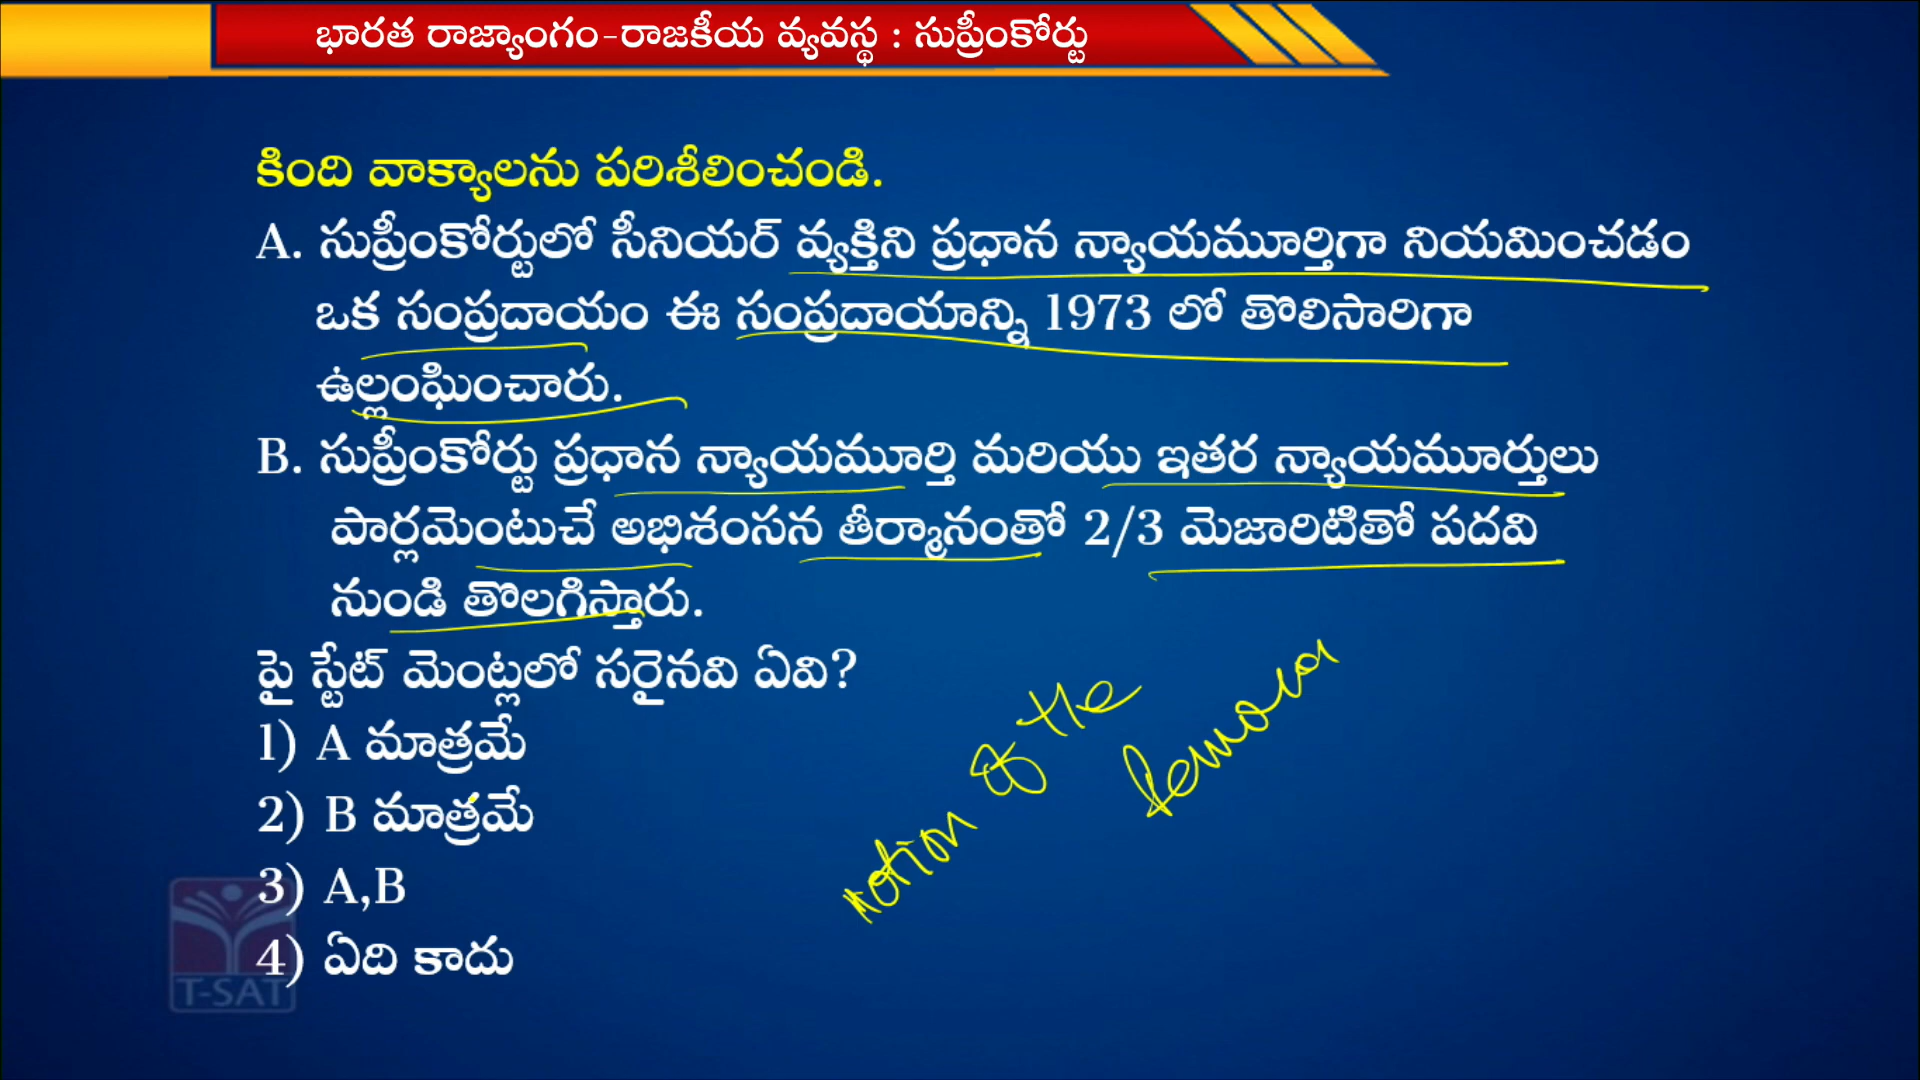 భారత రాజ్యాంగం-రాజకీయ వ్యవస్థ : సుప్రీంకోర్టు
కింది వాక్యాలను పరిశీలించండి.
A. సుప్రీంకోర్టులో సీనియర్ వ్యక్తిని ప్రధాన న్యాయమూర్తిగా నియమించడం
ఒక సంప్రదాయం ఈ సంప్రదాయాన్ని 1973 లో తొలిసారిగా
ఉల్లంఘించారు.
B. సుప్రీంకోర్టు ప్రధాన న్యాయమూర్తి మరియు ఇతర న్యాయమూర్తులు
పార్లమెంటుచే అభిశంసన తీర్మానంతో 2/3 మెజారిటితో పదవి
నుండి తొలగిస్తారు.
పై స్టేట్ మెంట్లలో సరైనవి ఏవి?
1) A మాత్రమే
2) B మాత్రమే
3) A,B
4) ఏది కాదు
of the
T-SAT